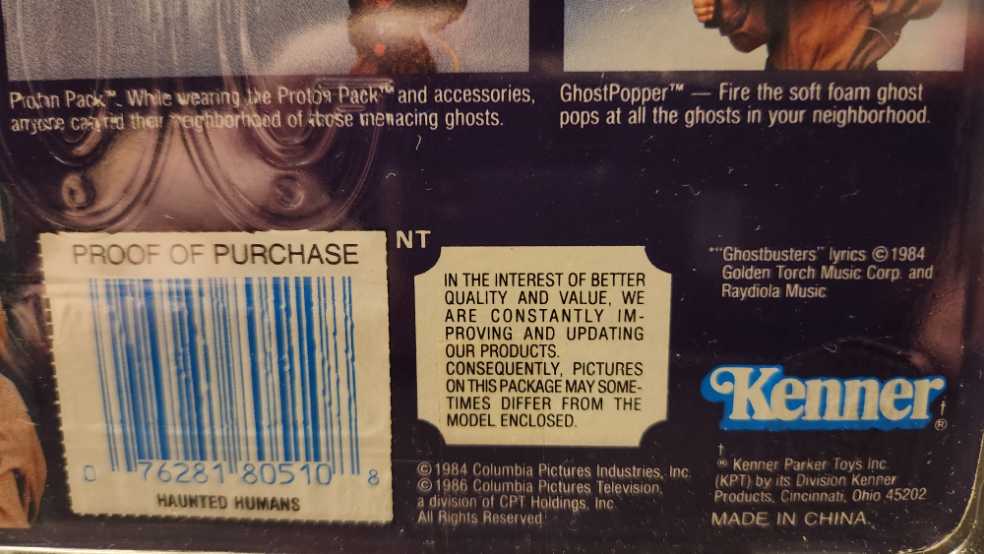 Proton Pack™ — While wearing the Proton Pack™ and accessories,
anyone can rid their neighborhood of those menacing ghosts.
GhostPopper™ — Fire the soft foam ghost
pops at all the ghosts in your neighborhood.
PROOF OF PURCHASE
0 76281 80510 8
HAUNTED HUMANS
NT
IN THE INTEREST OF BETTER
QUALITY AND VALUE, WE
ARE CONSTANTLY IM-
PROVING AND UPDATING
OUR PRODUCTS.
CONSEQUENTLY, PICTURES
ON THIS PACKAGE MAY SOME-
TIMES DIFFER FROM THE
MODEL ENCLOSED.
©1984 Columbia Pictures Industries, Inc.
©1986 Columbia Pictures Television,
a division of CPT Holdings, Inc.
All Rights Reserved
*"Ghostbusters" lyrics ©1984
Golden Torch Music Corp. and
Raydiola Music
Kenner†®
†
® Kenner Parker Toys Inc.
(KPT) by its Division Kenner
Products, Cincinnati, Ohio 45202
MADE IN CHINA.